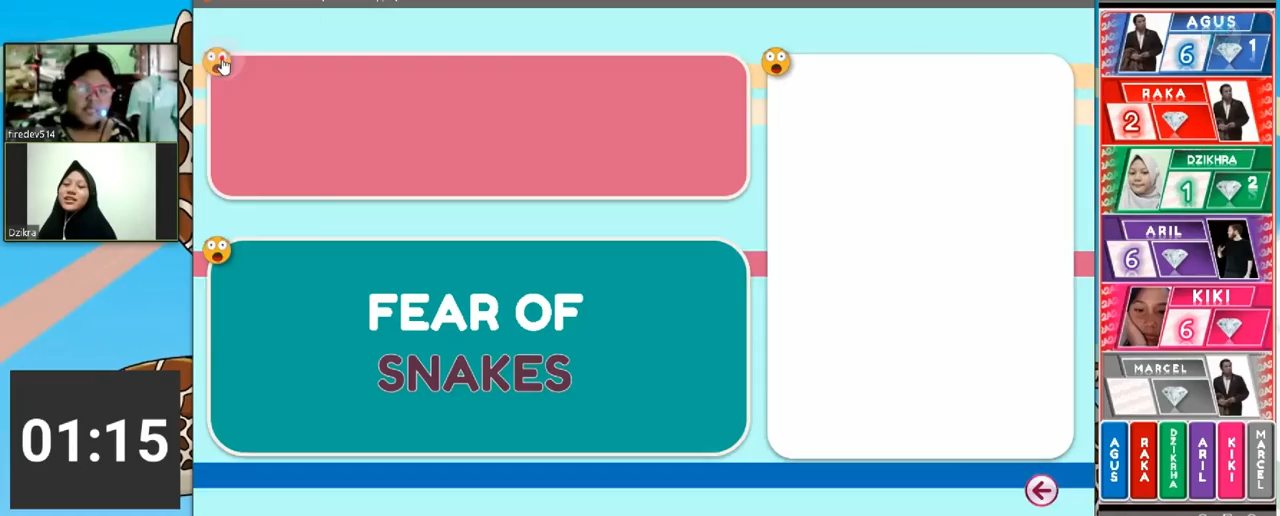 firedev514
Dzikra
01:15
FEAR OF
SNAKES
AGUS
6
1
RAKA
2
DZIKHRA
1
2
ARIL
6
KIKI
6
MARCEL
AGUS
RAKA
DZIKRHA
ARIL
KIKI
MARCEL